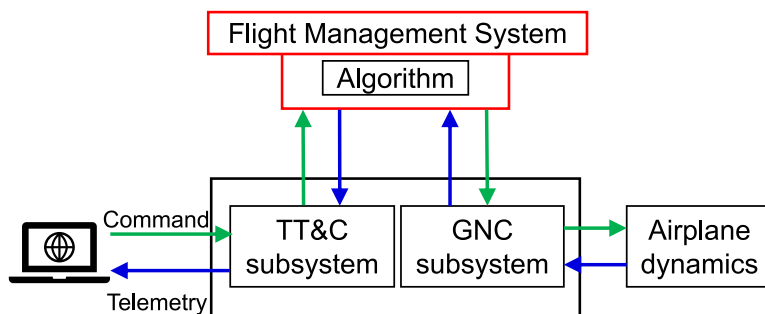 Flight Management System
Algorithm
Command
Telemetry
TT&C
subsystem
GNC
subsystem
Airplane
dynamics